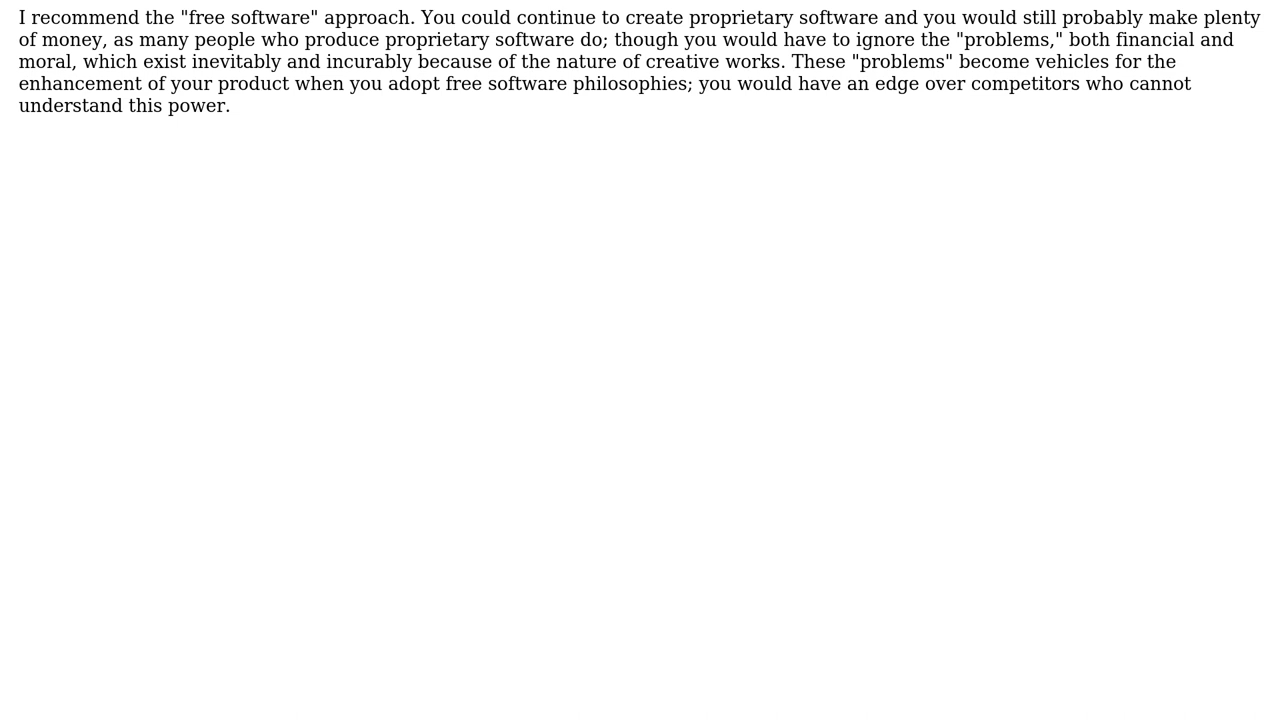 I recommend the "free software" approach. You could continue to create proprietary software and you would still probably make plenty
of money, as many people who produce proprietary software do; though you would have to ignore the "problems," both financial and
moral, which exist inevitably and incurably because of the nature of creative works. These "problems" become vehicles for the
enhancement of your product when you adopt free software philosophies; you would have an edge over competitors who cannot
understand this power.